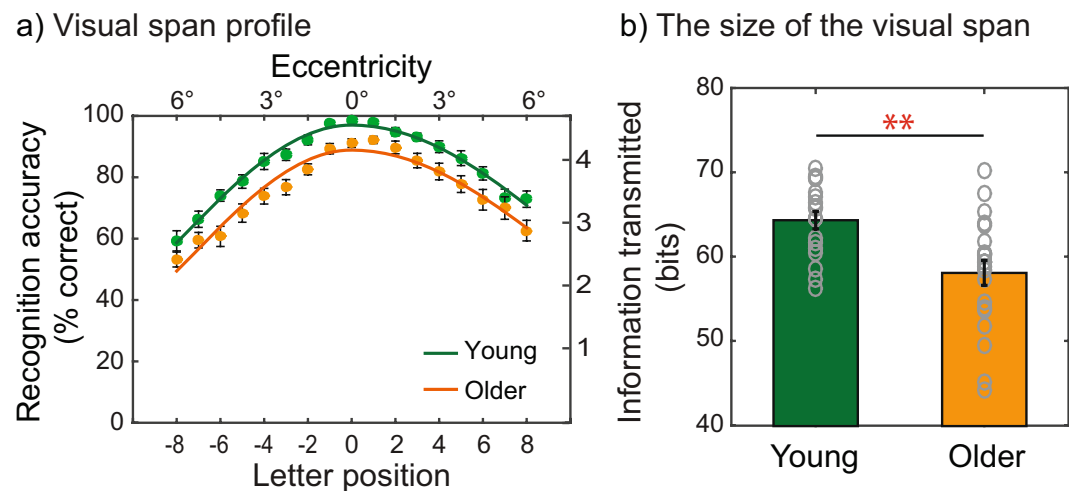 a) Visual span profile
Eccentricity
6° 3° 0° 3° 6°
100
80
60
40
20
0
Recognition accuracy
(% correct)
4
3
2
1
Young
Older
-8 -6 -4 -2 0 2 4 6 8
Letter position
b) The size of the visual span
80
70
60
50
40
Information transmitted
(bits)
**
Young Older